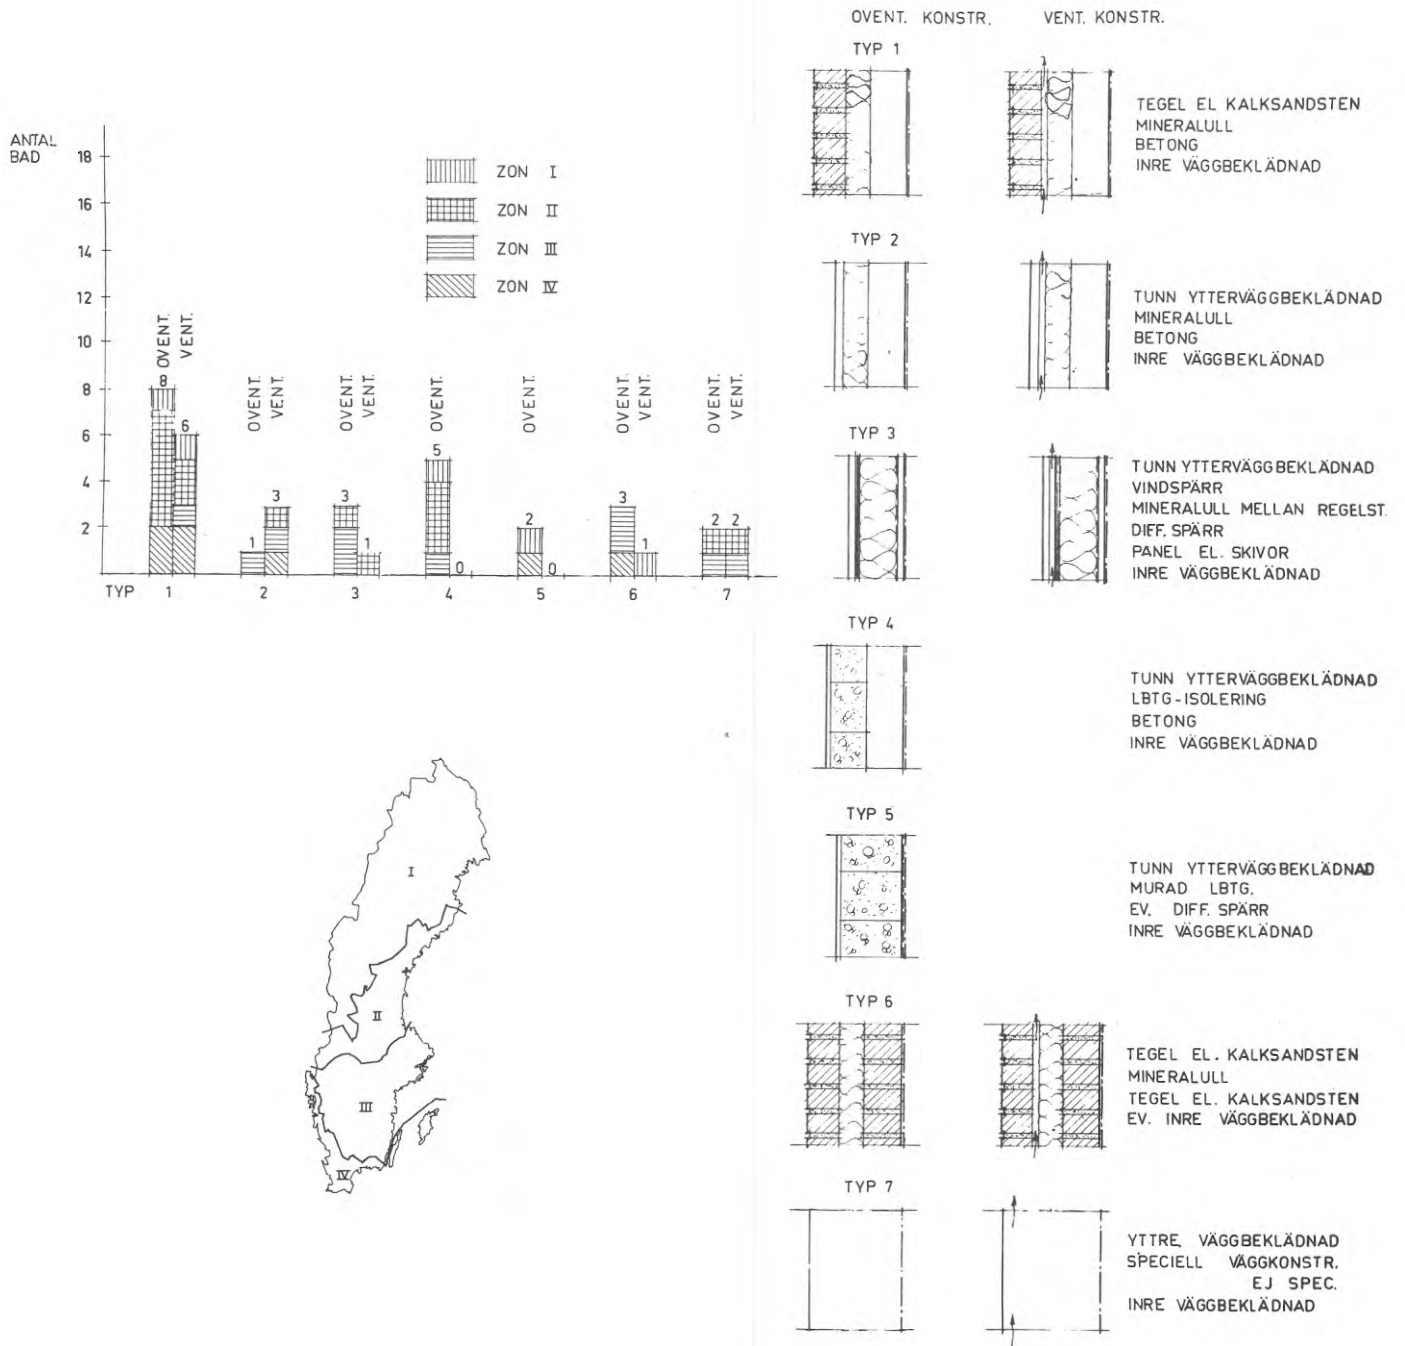 ANTAL
BAD
18
16
14
12
10
8
6
4
2
ZON I
ZON II
ZON III
ZON IV
OVENT. VENT.
8 6
OVENT. VENT.
1 3
OVENT. VENT.
3 1
OVENT.
5 0
OVENT.
2 0
OVENT. VENT.
3 1
OVENT. VENT.
2 2
TYP 1 2 3 4 5 6 7
I
II
III
IV
OVENT. KONSTR. VENT. KONSTR.
TYP 1
TEGEL EL KALKSANDSTEN
MINERALULL
BETONG
INRE VÄGGBEKLÄDNAD
TYP 2
TUNN YTTERVÄGGBEKLÄDNAD
MINERALULL
BETONG
INRE VÄGGBEKLÄDNAD
TYP 3
TUNN YTTERVÄGGBEKLÄDNAD
VINDSPÄRR
MINERALULL MELLAN REGELST.
DIFF. SPÄRR
PANEL EL. SKIVOR
INRE VÄGGBEKLÄDNAD
TYP 4
TUNN YTTERVÄGGBEKLÄDNAD
LBTG-ISOLERING
BETONG
INRE VÄGGBEKLÄDNAD
TYP 5
TUNN YTTERVÄGGBEKLÄDNAD
MURAD LBTG.
EV. DIFF. SPÄRR
INRE VÄGGBEKLÄDNAD
TYP 6
TEGEL EL. KALKSANDSTEN
MINERALULL
TEGEL EL. KALKSANDSTEN
EV. INRE VÄGGBEKLÄDNAD
TYP 7
YTTRE VÄGGBEKLÄDNAD
SPECIELL VÄGGKONSTR.
EJ SPEC.
INRE VÄGGBEKLÄDNAD